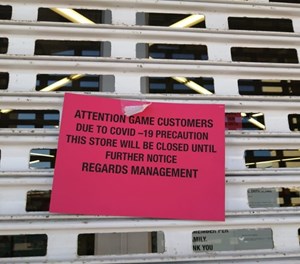 ATTENTION GAME CUSTOMERS
DUE TO COVID –19 PRECAUTION
THIS STORE WILL BE CLOSED UNTIL
FURTHER NOTICE
REGARDS MANAGEMENT